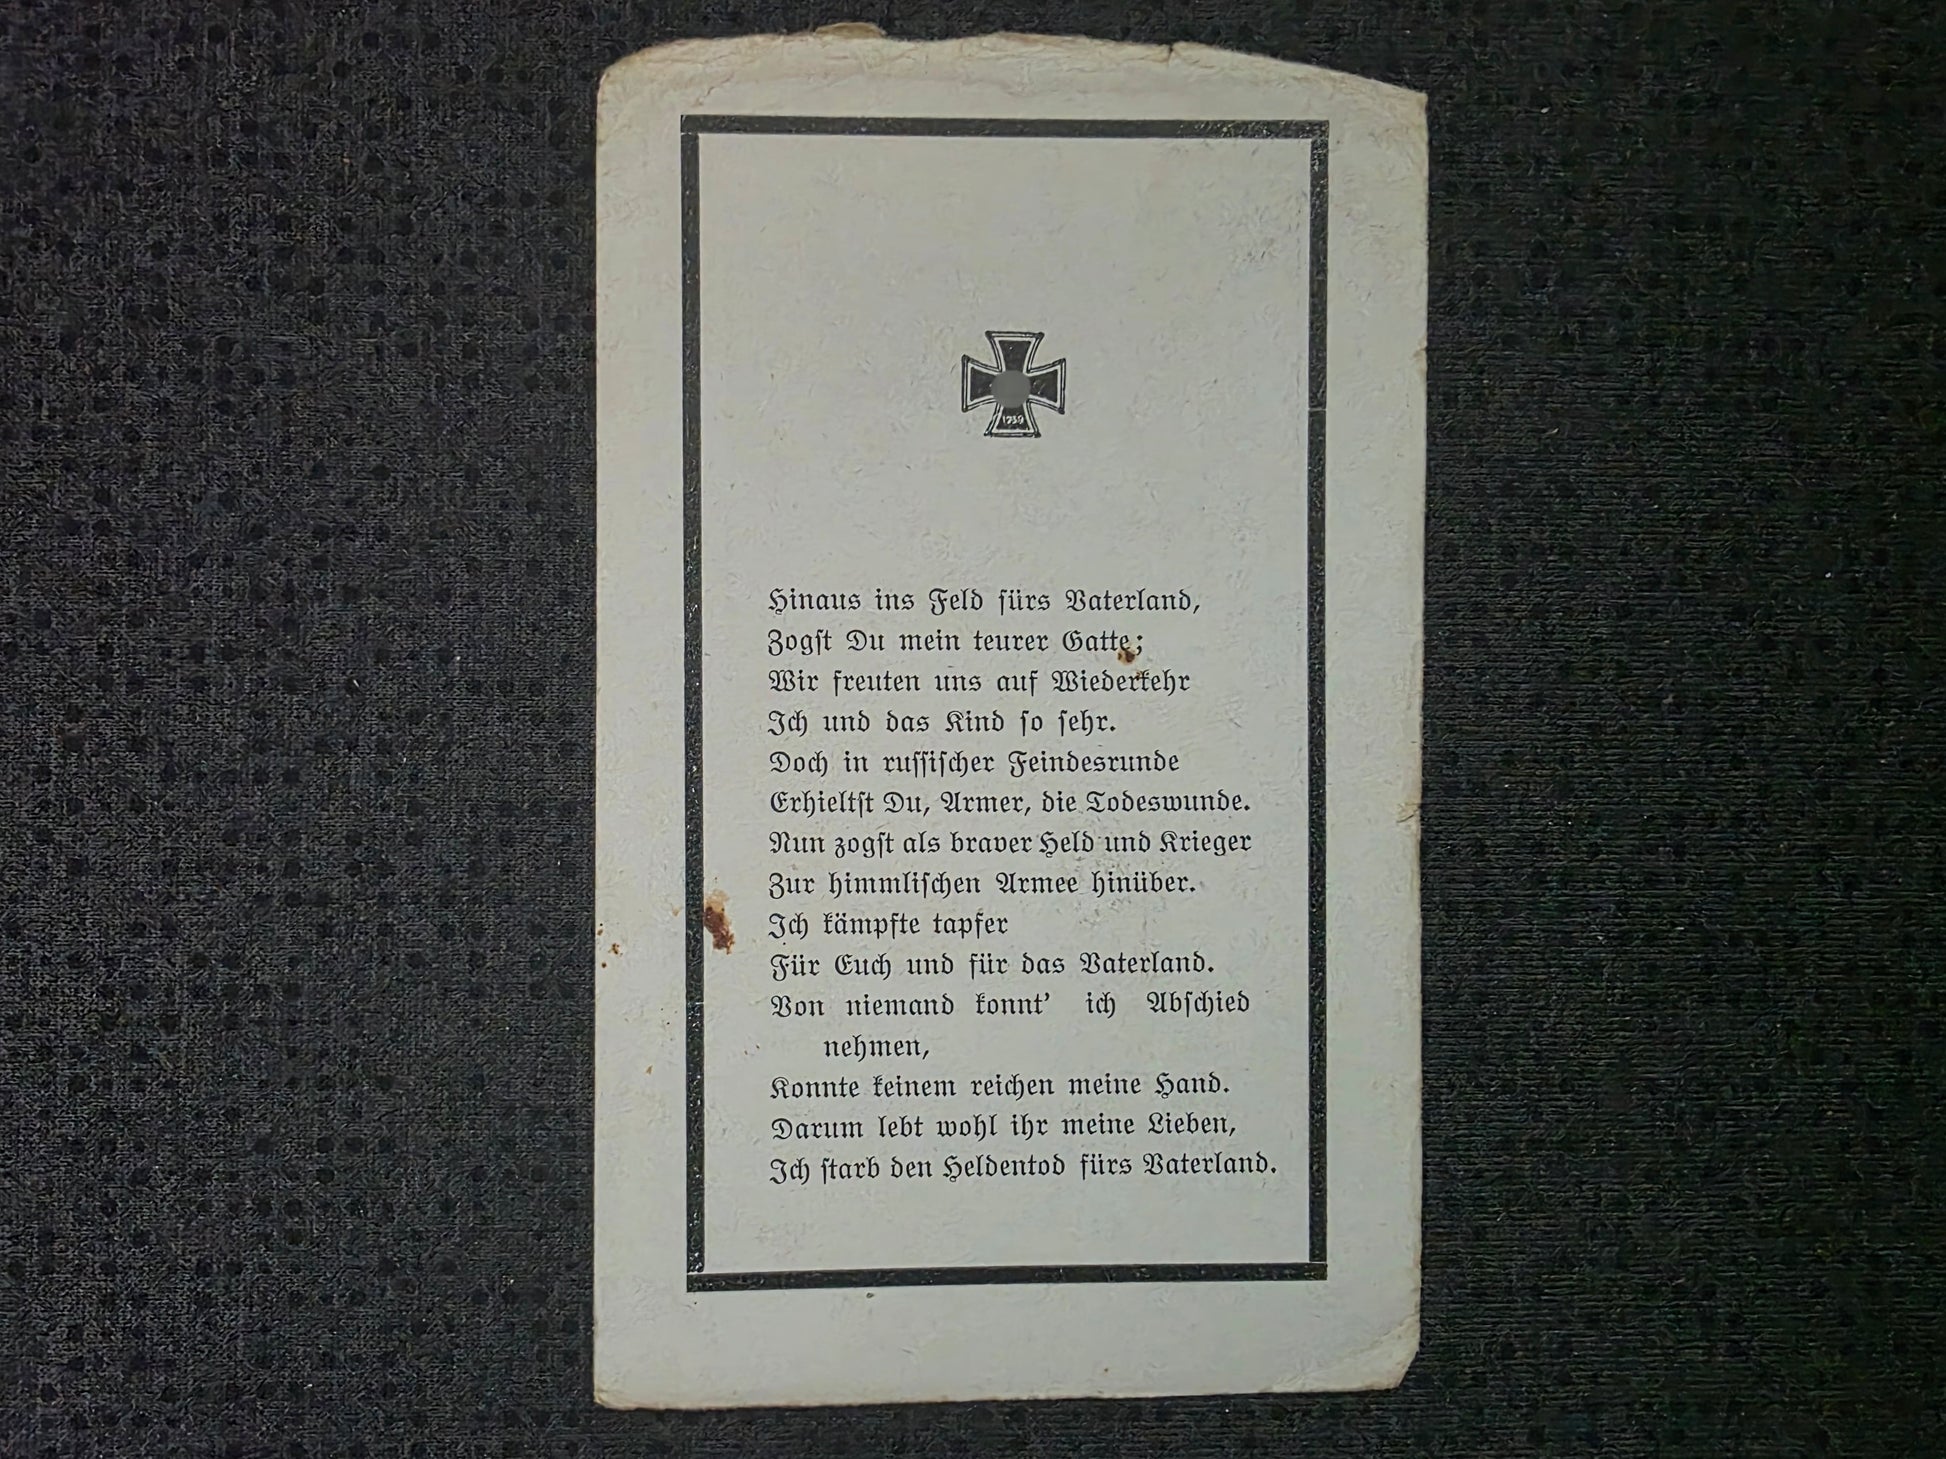 1939
Hinaus ins Feld fürs Vaterland,
Zogst Du mein teurer Gatte;
Wir freuten uns auf Wiederkehr
Ich und das Kind so sehr.
Doch in russischer Feindesrunde
Erhieltst Du, Armer, die Todeswunde.
Nun zogst als braver Held und Krieger
Zur himmlischen Armee hinüber.
Ich kämpfte tapfer
Für Euch und für das Vaterland.
Von niemand konnt' ich Abschied
nehmen,
Konnte keinem reichen meine Hand.
Darum lebt wohl ihr meine Lieben,
Ich starb den Heldentod fürs Vaterland.